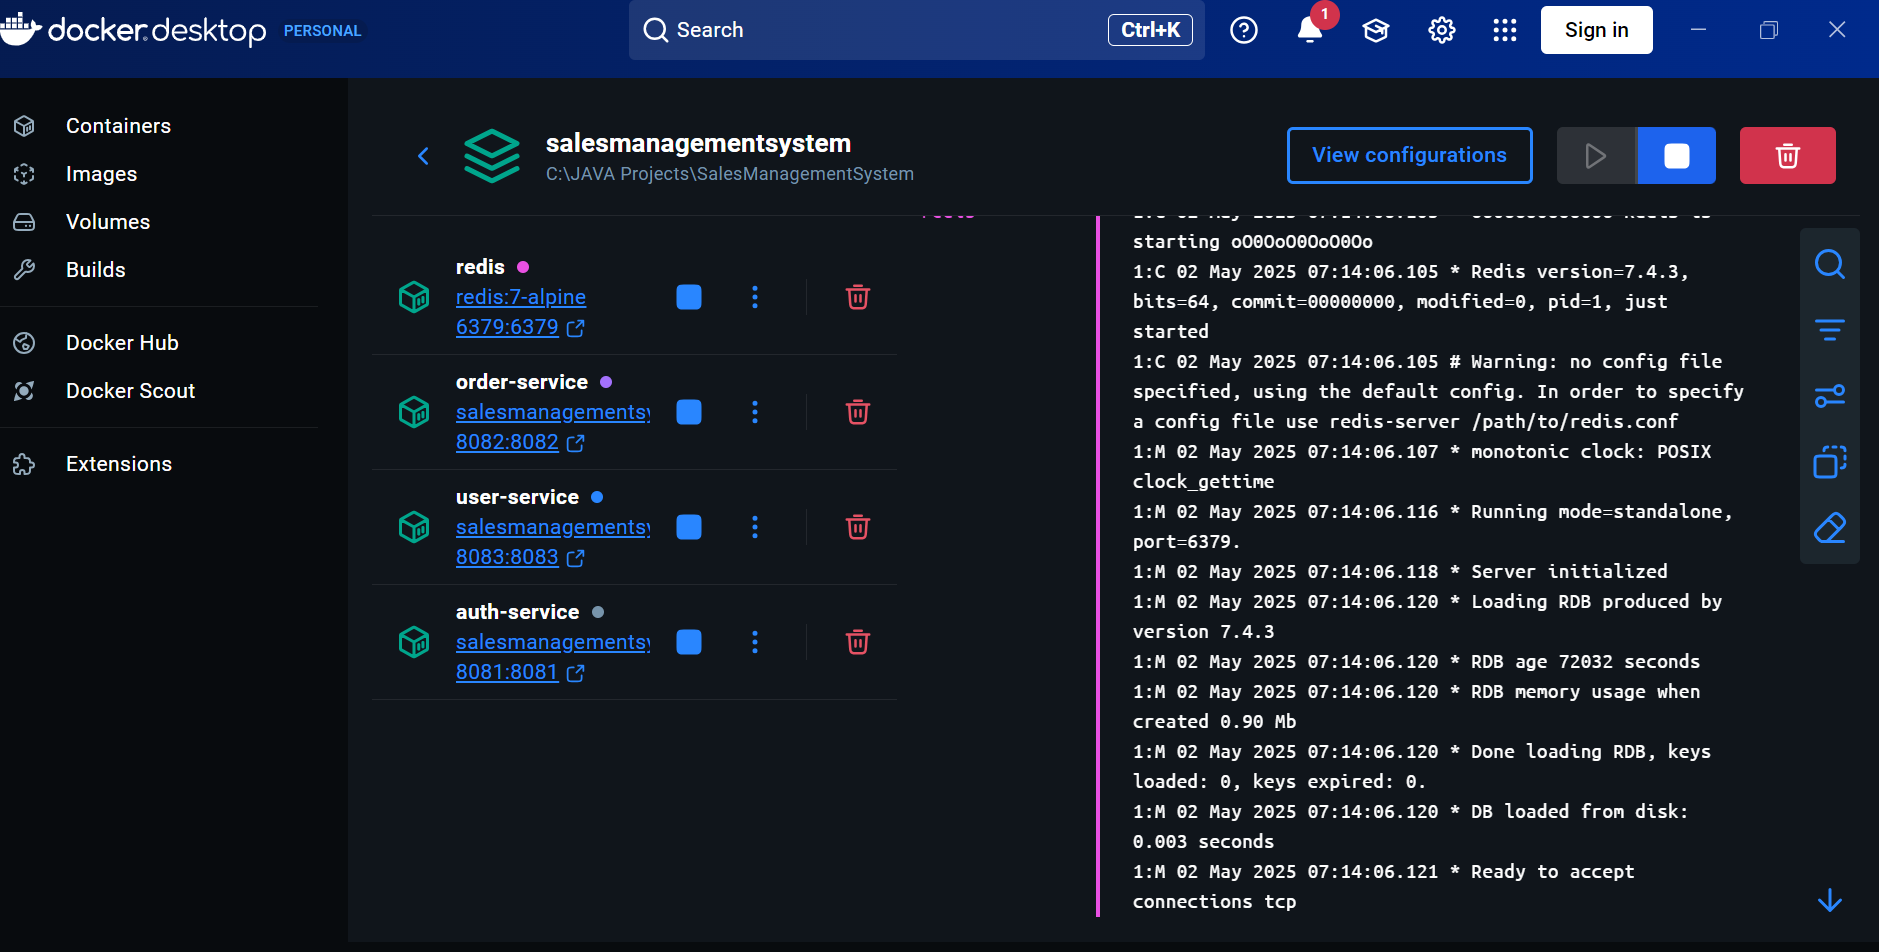 docker.desktop PERSONAL
Search
Ctrl+K
1
Sign in
Containers
Images
Volumes
Builds
Docker Hub
Docker Scout
Extensions
salesmanagementsystem
C:\JAVA Projects\SalesManagementSystem
View configurations
redis
redis:7-alpine
6379:6379
order-service
salesmanagementsy
8082:8082
user-service
salesmanagementsy
8083:8083
auth-service
salesmanagementsy
8081:8081
starting oO0OoO0OoO0Oo
1:C 02 May 2025 07:14:06.105 * Redis version=7.4.3,
bits=64, commit=00000000, modified=0, pid=1, just
started
1:C 02 May 2025 07:14:06.105 # Warning: no config file
specified, using the default config. In order to specify
a config file use redis-server /path/to/redis.conf
1:M 02 May 2025 07:14:06.107 * monotonic clock: POSIX
clock_gettime
1:M 02 May 2025 07:14:06.116 * Running mode=standalone,
port=6379.
1:M 02 May 2025 07:14:06.118 * Server initialized
1:M 02 May 2025 07:14:06.120 * Loading RDB produced by
version 7.4.3
1:M 02 May 2025 07:14:06.120 * RDB age 72032 seconds
1:M 02 May 2025 07:14:06.120 * RDB memory usage when
created 0.90 Mb
1:M 02 May 2025 07:14:06.120 * Done loading RDB, keys
loaded: 0, keys expired: 0.
1:M 02 May 2025 07:14:06.120 * DB loaded from disk:
0.003 seconds
1:M 02 May 2025 07:14:06.121 * Ready to accept
connections tcp